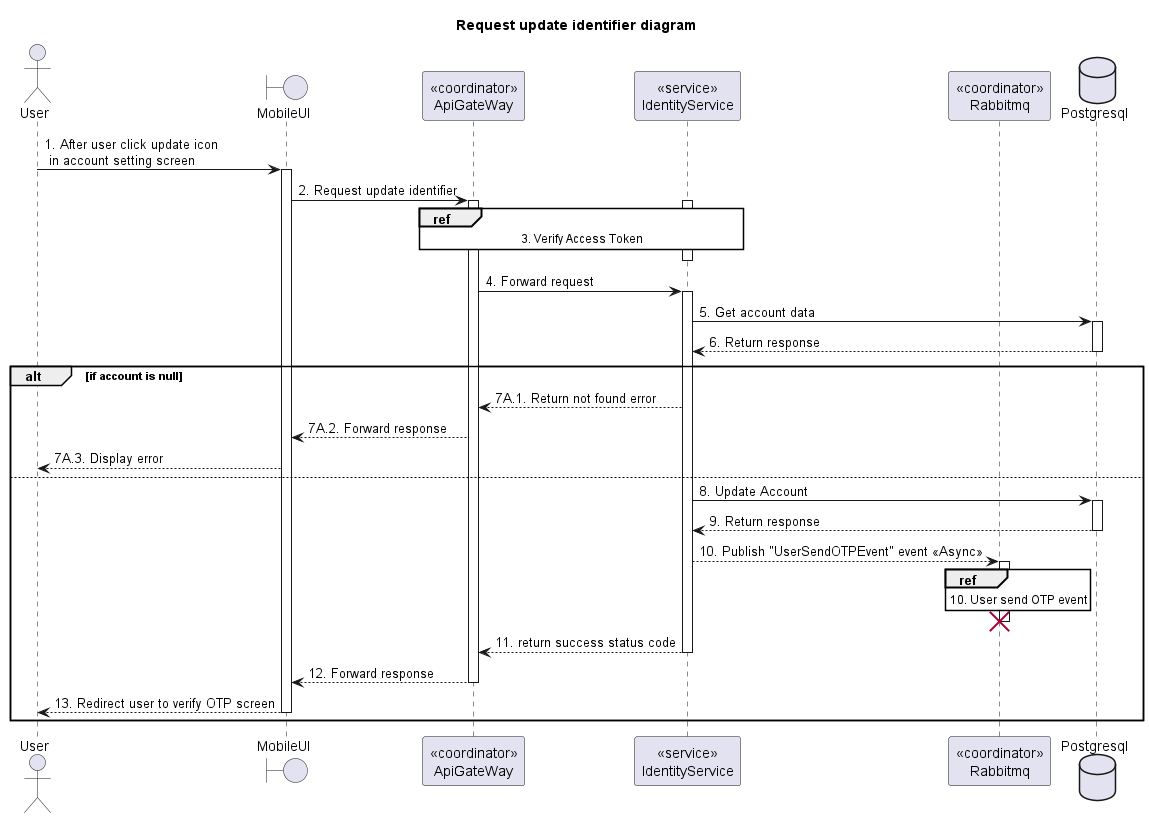 Request update identifier diagram
User
MobileUI
«coordinator»
ApiGateWay
«service»
IdentityService
«coordinator»
Rabbitmq
Postgresql
1. After user click update icon
in account setting screen
2. Request update identifier
ref
3. Verify Access Token
4. Forward request
5. Get account data
6. Return response
alt
[if account is null]
7A.1. Return not found error
7A.2. Forward response
7A.3. Display error
8. Update Account
9. Return response
10. Publish "UserSendOTPEvent" event «Async»
ref
10. User send OTP event
11. return success status code
12. Forward response
13. Redirect user to verify OTP screen
User
MobileUI
«coordinator»
ApiGateWay
«service»
IdentityService
«coordinator»
Rabbitmq
Postgresql